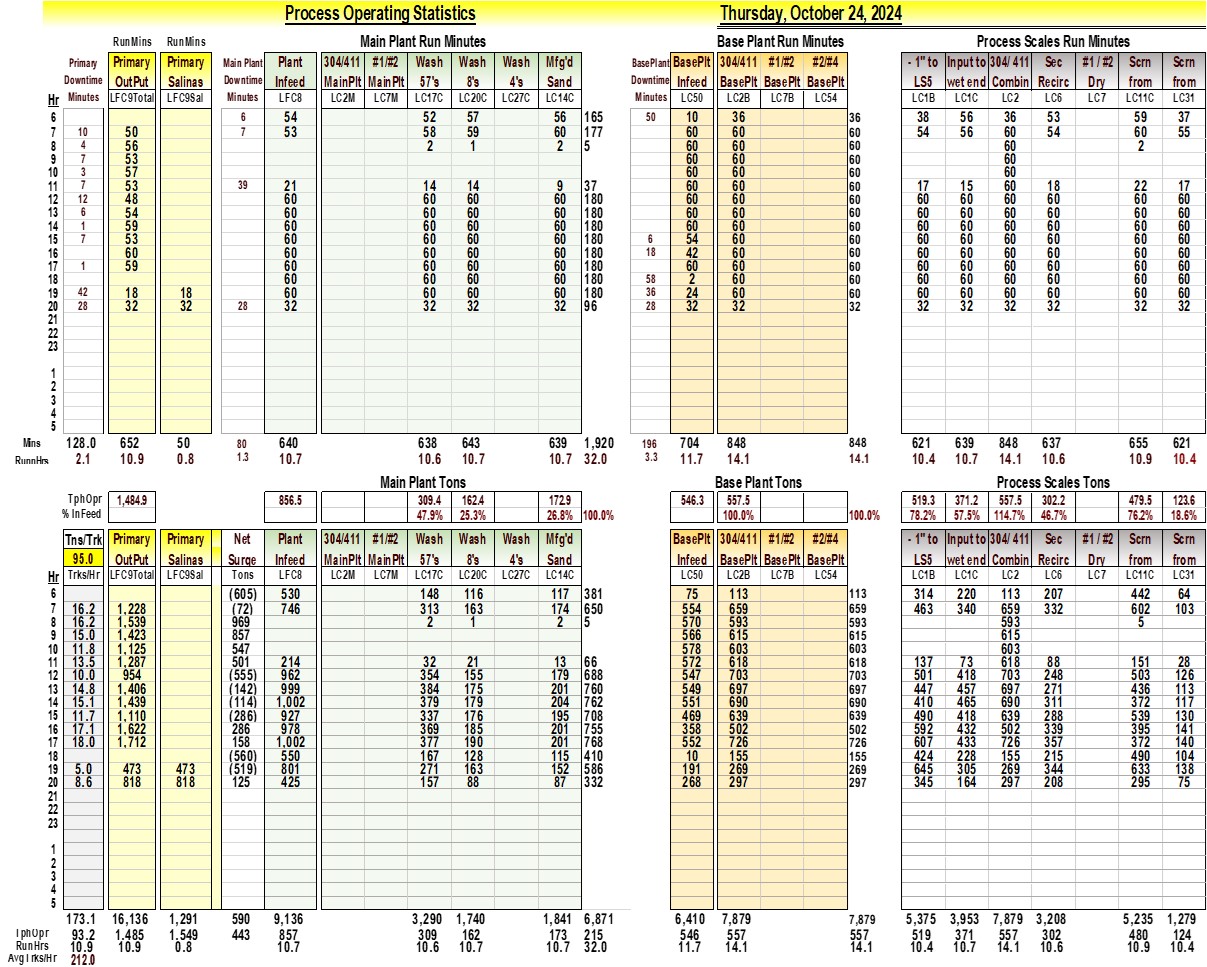 Process Operating Statistics Thursday, October 24, 2024
RunMins RunMins Main Plant Run Minutes Base Plant Run Minutes Process Scales Run Minutes
Primary Primary Primary Main Plant Plant 304/411 #1/#2 Wash Wash Wash Mfg'd BasePlant BasePlt 304/411 #1/#2 #2/#4 - 1" to Input to 304/ 411 Sec #1 / #2 Scrn Scrn
Downtime OutPut Salinas Downtime Infeed MainPlt MainPlt 57's 8's 4's Sand Downtime Infeed BasePlt BasePlt BasePlt LS5 wet end Combin Recirc Dry from from
Hr Minutes LFC9Total LFC9Sal Minutes LFC8 LC2M LC7M LC17C LC20C LC27C LC14C Minutes LC50 LC2B LC7B LC54 LC1B LC1C LC2 LC6 LC7 LC11C LC31
6 6 54 52 57 56 165 50 10 36 36 38 56 36 53 59 37
7 10 50 7 53 58 59 60 177 60 60 60 54 56 60 54 60 55
8 4 56 2 1 2 5 60 60 60 60 2
9 7 53 60 60 60 60
10 3 57 60 60 60 60
11 7 53 39 21 14 14 9 37 60 60 60 17 15 60 18 22 17
12 12 48 60 60 60 60 180 60 60 60 60 60 60 60 60 60
13 6 54 60 60 60 60 180 60 60 60 60 60 60 60 60 60
14 1 59 60 60 60 60 180 60 60 60 60 60 60 60 60 60
15 7 53 60 60 60 60 180 6 54 60 60 60 60 60 60 60 60
16 60 60 60 60 60 180 18 42 60 60 60 60 60 60 60 60
17 1 59 60 60 60 60 180 60 60 60 60 60 60 60 60 60
18 60 60 60 60 180 58 2 60 60 60 60 60 60 60 60
19 42 18 18 60 60 60 60 180 36 24 60 60 60 60 60 60 60 60
20 28 32 32 28 32 32 32 32 96 28 32 32 32 32 32 32 32 32 32
21
22
23
1
2
3
4
5
Mins 128.0 652 50 80 640 638 643 639 1,920 196 704 848 848 621 639 848 637 655 621
RunnHrs 2.1 10.9 0.8 1.3 10.7 10.6 10.7 10.7 32.0 3.3 11.7 14.1 14.1 10.4 10.7 14.1 10.6 10.9 10.4
Main Plant Tons Base Plant Tons Process Scales Tons
TphOpr 1,484.9 856.5 309.4 162.4 172.9 546.3 557.5 519.3 371.2 557.5 302.2 479.5 123.6
% InFeed 47.9% 25.3% 26.8% 100.0% 100.0% 100.0% 78.2% 57.5% 114.7% 46.7% 76.2% 18.6%
Tns/Trk Primary Primary Net Plant 304/411 #1/#2 Wash Wash Wash Mfg'd BasePlt 304/411 #1/#2 #2/#4 - 1" to Input to 304/ 411 Sec #1 / #2 Scrn Scrn
95.0 OutPut Salinas Surge Infeed MainPlt MainPlt 57's 8's 4's Sand Infeed BasePlt BasePlt BasePlt LS5 wet end Combin Recirc Dry from from
Hr Trks/Hr LFC9Total LFC9Sal Tons LFC8 LC2M LC7M LC17C LC20C LC27C LC14C LC50 LC2B LC7B LC54 LC1B LC1C LC2 LC6 LC7 LC11C LC31
6 (605) 530 148 116 117 381 75 113 113 314 220 113 207 442 64
7 16.2 1,228 (72) 746 313 163 174 650 554 659 659 463 340 659 332 602 103
8 16.2 1,539 969 2 1 2 5 570 593 593 593 5
9 15.0 1,423 857 566 615 615 615
10 11.8 1,125 547 578 603 603 603
11 13.5 1,287 501 214 32 21 13 66 572 618 618 137 73 618 88 151 28
12 10.0 954 (555) 962 354 155 179 688 547 703 703 501 418 703 248 503 126
13 14.8 1,406 (142) 999 384 175 201 760 549 697 697 447 457 697 271 436 113
14 15.1 1,439 (114) 1,002 379 179 204 762 551 690 690 410 465 690 311 372 117
15 11.7 1,110 (286) 927 337 176 195 708 469 639 639 490 418 639 288 539 130
16 17.1 1,622 286 978 369 185 201 755 358 502 502 592 432 502 339 395 141
17 18.0 1,712 158 1,002 377 190 201 768 552 726 726 607 433 726 357 372 140
18 (560) 550 167 128 115 410 10 155 155 424 228 155 215 490 104
19 5.0 473 473 (519) 801 271 163 152 586 191 269 269 645 305 269 344 633 138
20 8.6 818 818 125 425 157 88 87 332 268 297 297 345 164 297 208 295 75
21
22
23
1
2
3
4
5
173.1 16,136 1,291 590 9,136 3,290 1,740 1,841 6,871 6,410 7,879 7,879 5,375 3,953 7,879 3,208 5,235 1,279
TphOpr 93.2 1,485 1,549 443 857 309 162 173 215 546 557 557 519 371 557 302 480 124
RunHrs 10.9 10.9 0.8 10.7 10.6 10.7 10.7 32.0 11.7 14.1 14.1 10.4 10.7 14.1 10.6 10.9 10.4
AvgTrks/Hr 212.0